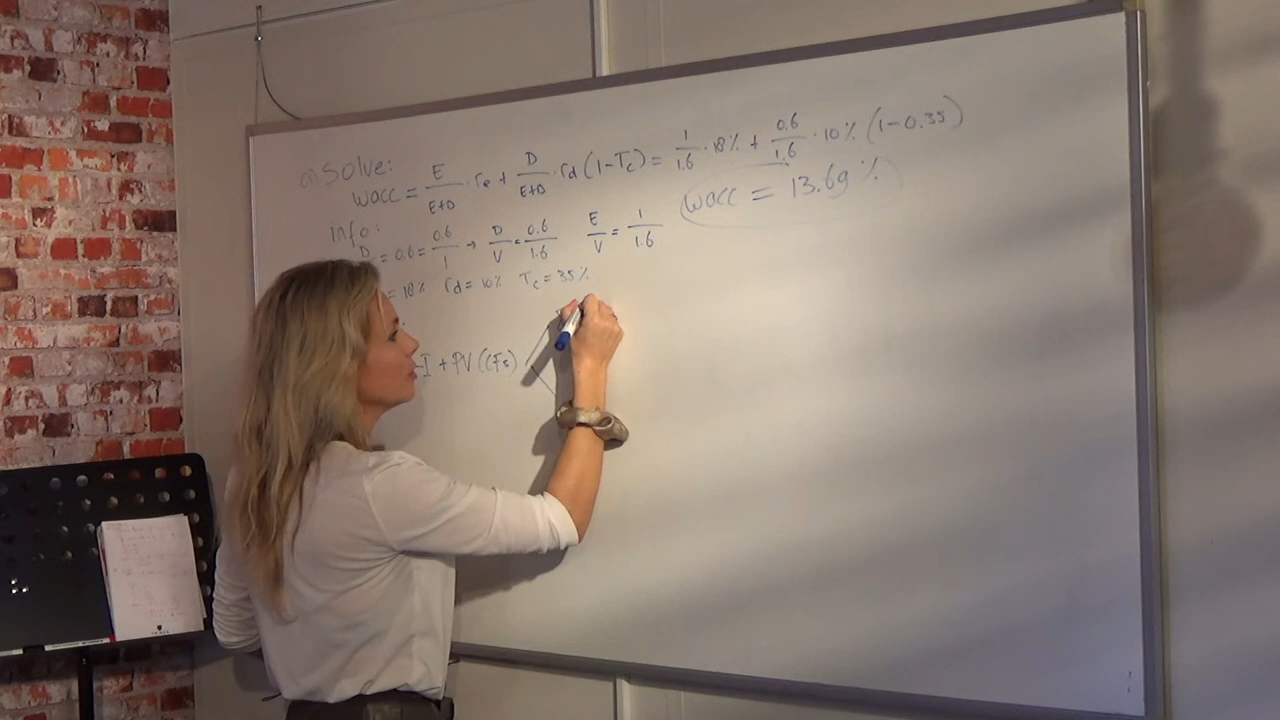 a) Solve:
WACC = E/E+D · re + D/E+D · rd (1-Tc) = 1/1.6 · 18% + 0.6/1.6 · 10% (1-0.35)
WACC = 13.69%
info:
D = 0.6 = 0.6/1 → D/V = 0.6/1.6 E/V = 1/1.6
= 18% rd = 10% Tc = 35%
-I + PV(CFs)